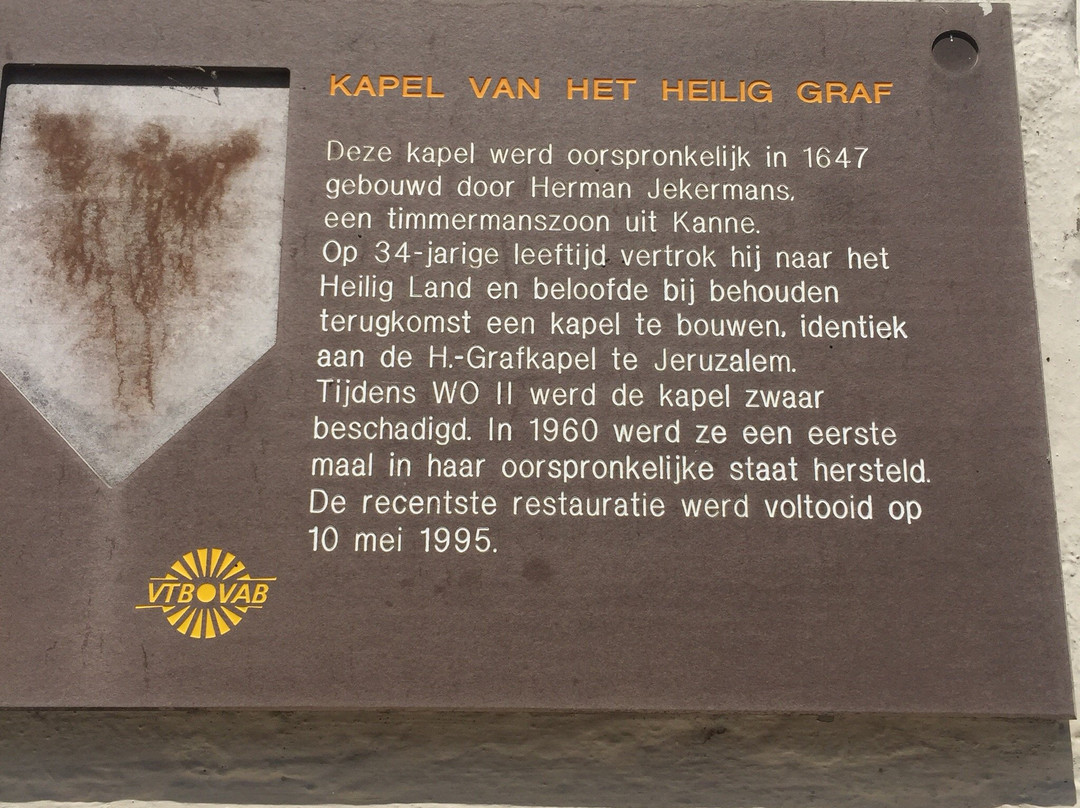 KAPEL VAN HET HEILIG GRAF
Deze kapel werd oorspronkelijk in 1647
gebouwd door Herman Jekermans,
een timmermanszoon uit Kanne.
Op 34-jarige leeftijd vertrok hij naar het
Heilig Land en beloofde bij behouden
terugkomst een kapel te bouwen, identiek
aan de H.-Grafkapel te Jeruzalem.
Tijdens WO II werd de kapel zwaar
beschadigd. In 1960 werd ze een eerste
maal in haar oorspronkelijke staat hersteld.
De recentste restauratie werd voltooid op
10 mei 1995.
VTB VAB